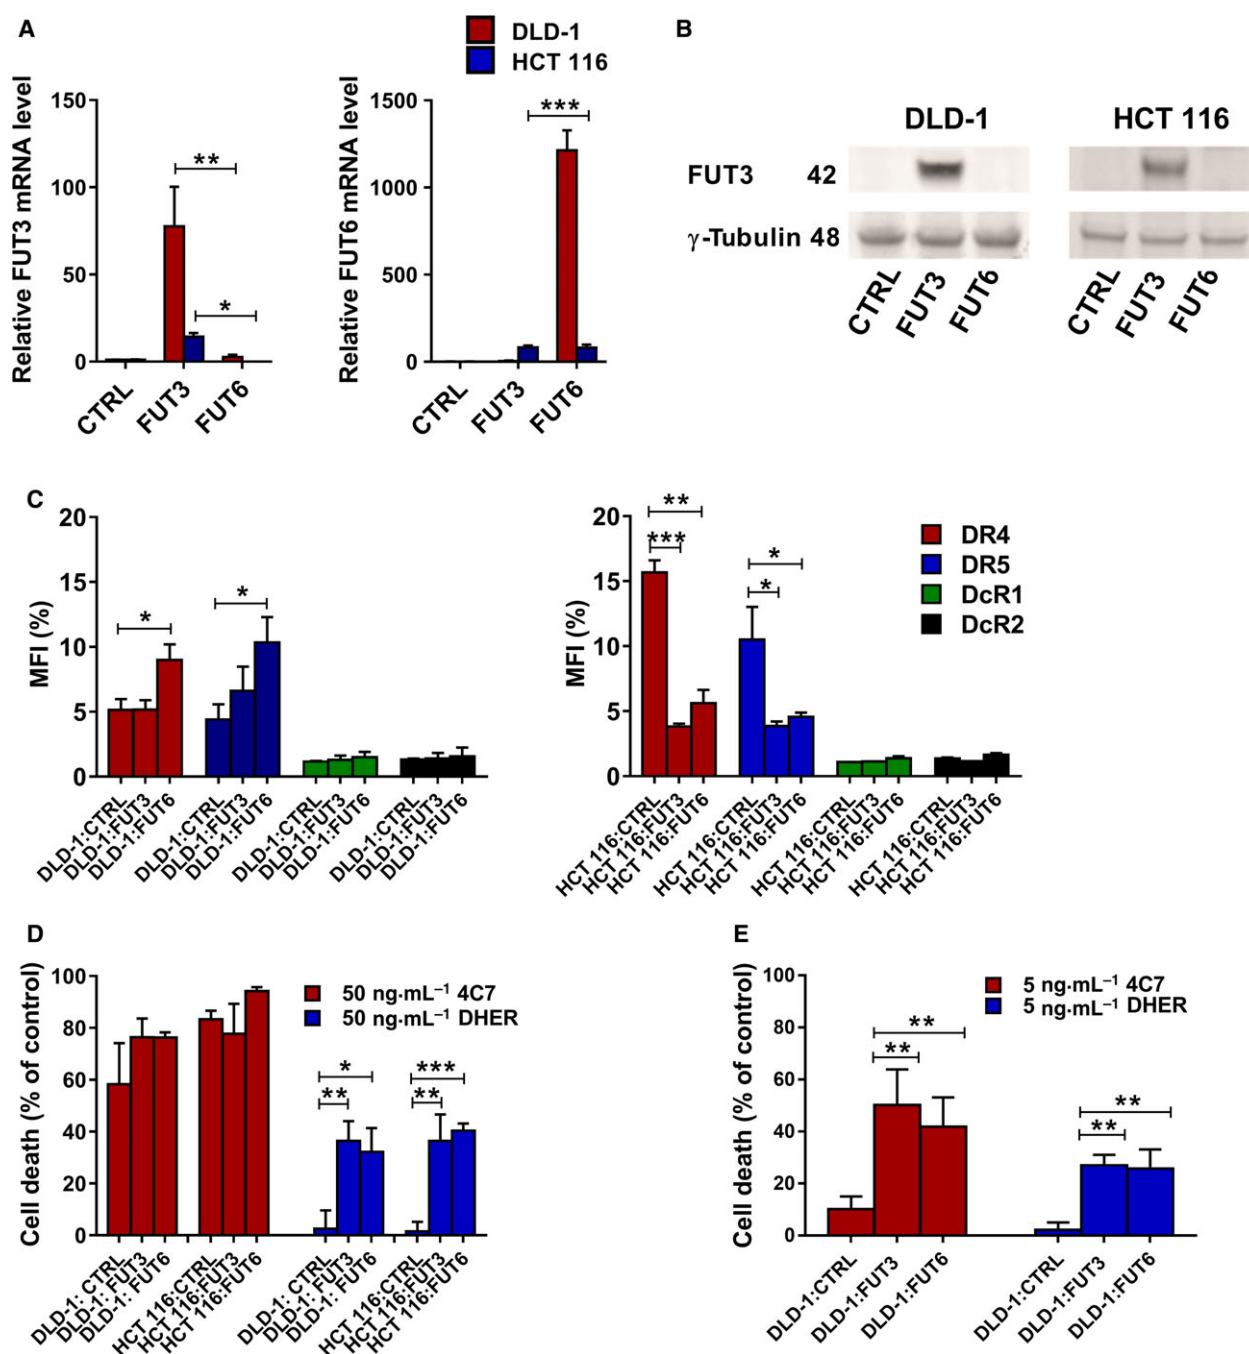 A
DLD-1
HCT 116
Relative FUT3 mRNA level
150
100
50
0
**
*
CTRL
FUT3
FUT6
Relative FUT6 mRNA level
1500
1000
500
0
***
CTRL
FUT3
FUT6
B
DLD-1
HCT 116
FUT3 42
γ-Tubulin 48
CTRL
FUT3
FUT6
CTRL
FUT3
FUT6
C
MFI (%)
20
15
10
5
0
*
*
DLD-1:CTRL
DLD-1:FUT3
DLD-1:FUT6
DLD-1:CTRL
DLD-1:FUT3
DLD-1:FUT6
DLD-1:CTRL
DLD-1:FUT3
DLD-1:FUT6
DLD-1:CTRL
DLD-1:FUT3
DLD-1:FUT6
MFI (%)
20
15
10
5
0
**
***
*
*
DR4
DR5
DcR1
DcR2
HCT 116:CTRL
HCT 116:FUT3
HCT 116:FUT6
HCT 116:CTRL
HCT 116:FUT3
HCT 116:FUT6
HCT 116:CTRL
HCT 116:FUT3
HCT 116:FUT6
HCT 116:CTRL
HCT 116:FUT3
HCT 116:FUT6
D
Cell death (% of control)
100
80
60
40
20
0
50 ng·mL⁻¹ 4C7
50 ng·mL⁻¹ DHER
*
**
***
**
DLD-1: CTRL
DLD-1: FUT3
DLD-1: FUT6
HCT 116:CTRL
HCT 116:FUT3
HCT 116:FUT6
DLD-1: CTRL
DLD-1: FUT3
DLD-1: FUT6
HCT 116:CTRL
HCT 116:FUT3
HCT 116:FUT6
E
Cell death (% of control)
100
80
60
40
20
0
5 ng·mL⁻¹ 4C7
5 ng·mL⁻¹ DHER
**
**
**
**
DLD-1:CTRL
DLD-1:FUT3
DLD-1:FUT6
DLD-1:CTRL
DLD-1:FUT3
DLD-1:FUT6